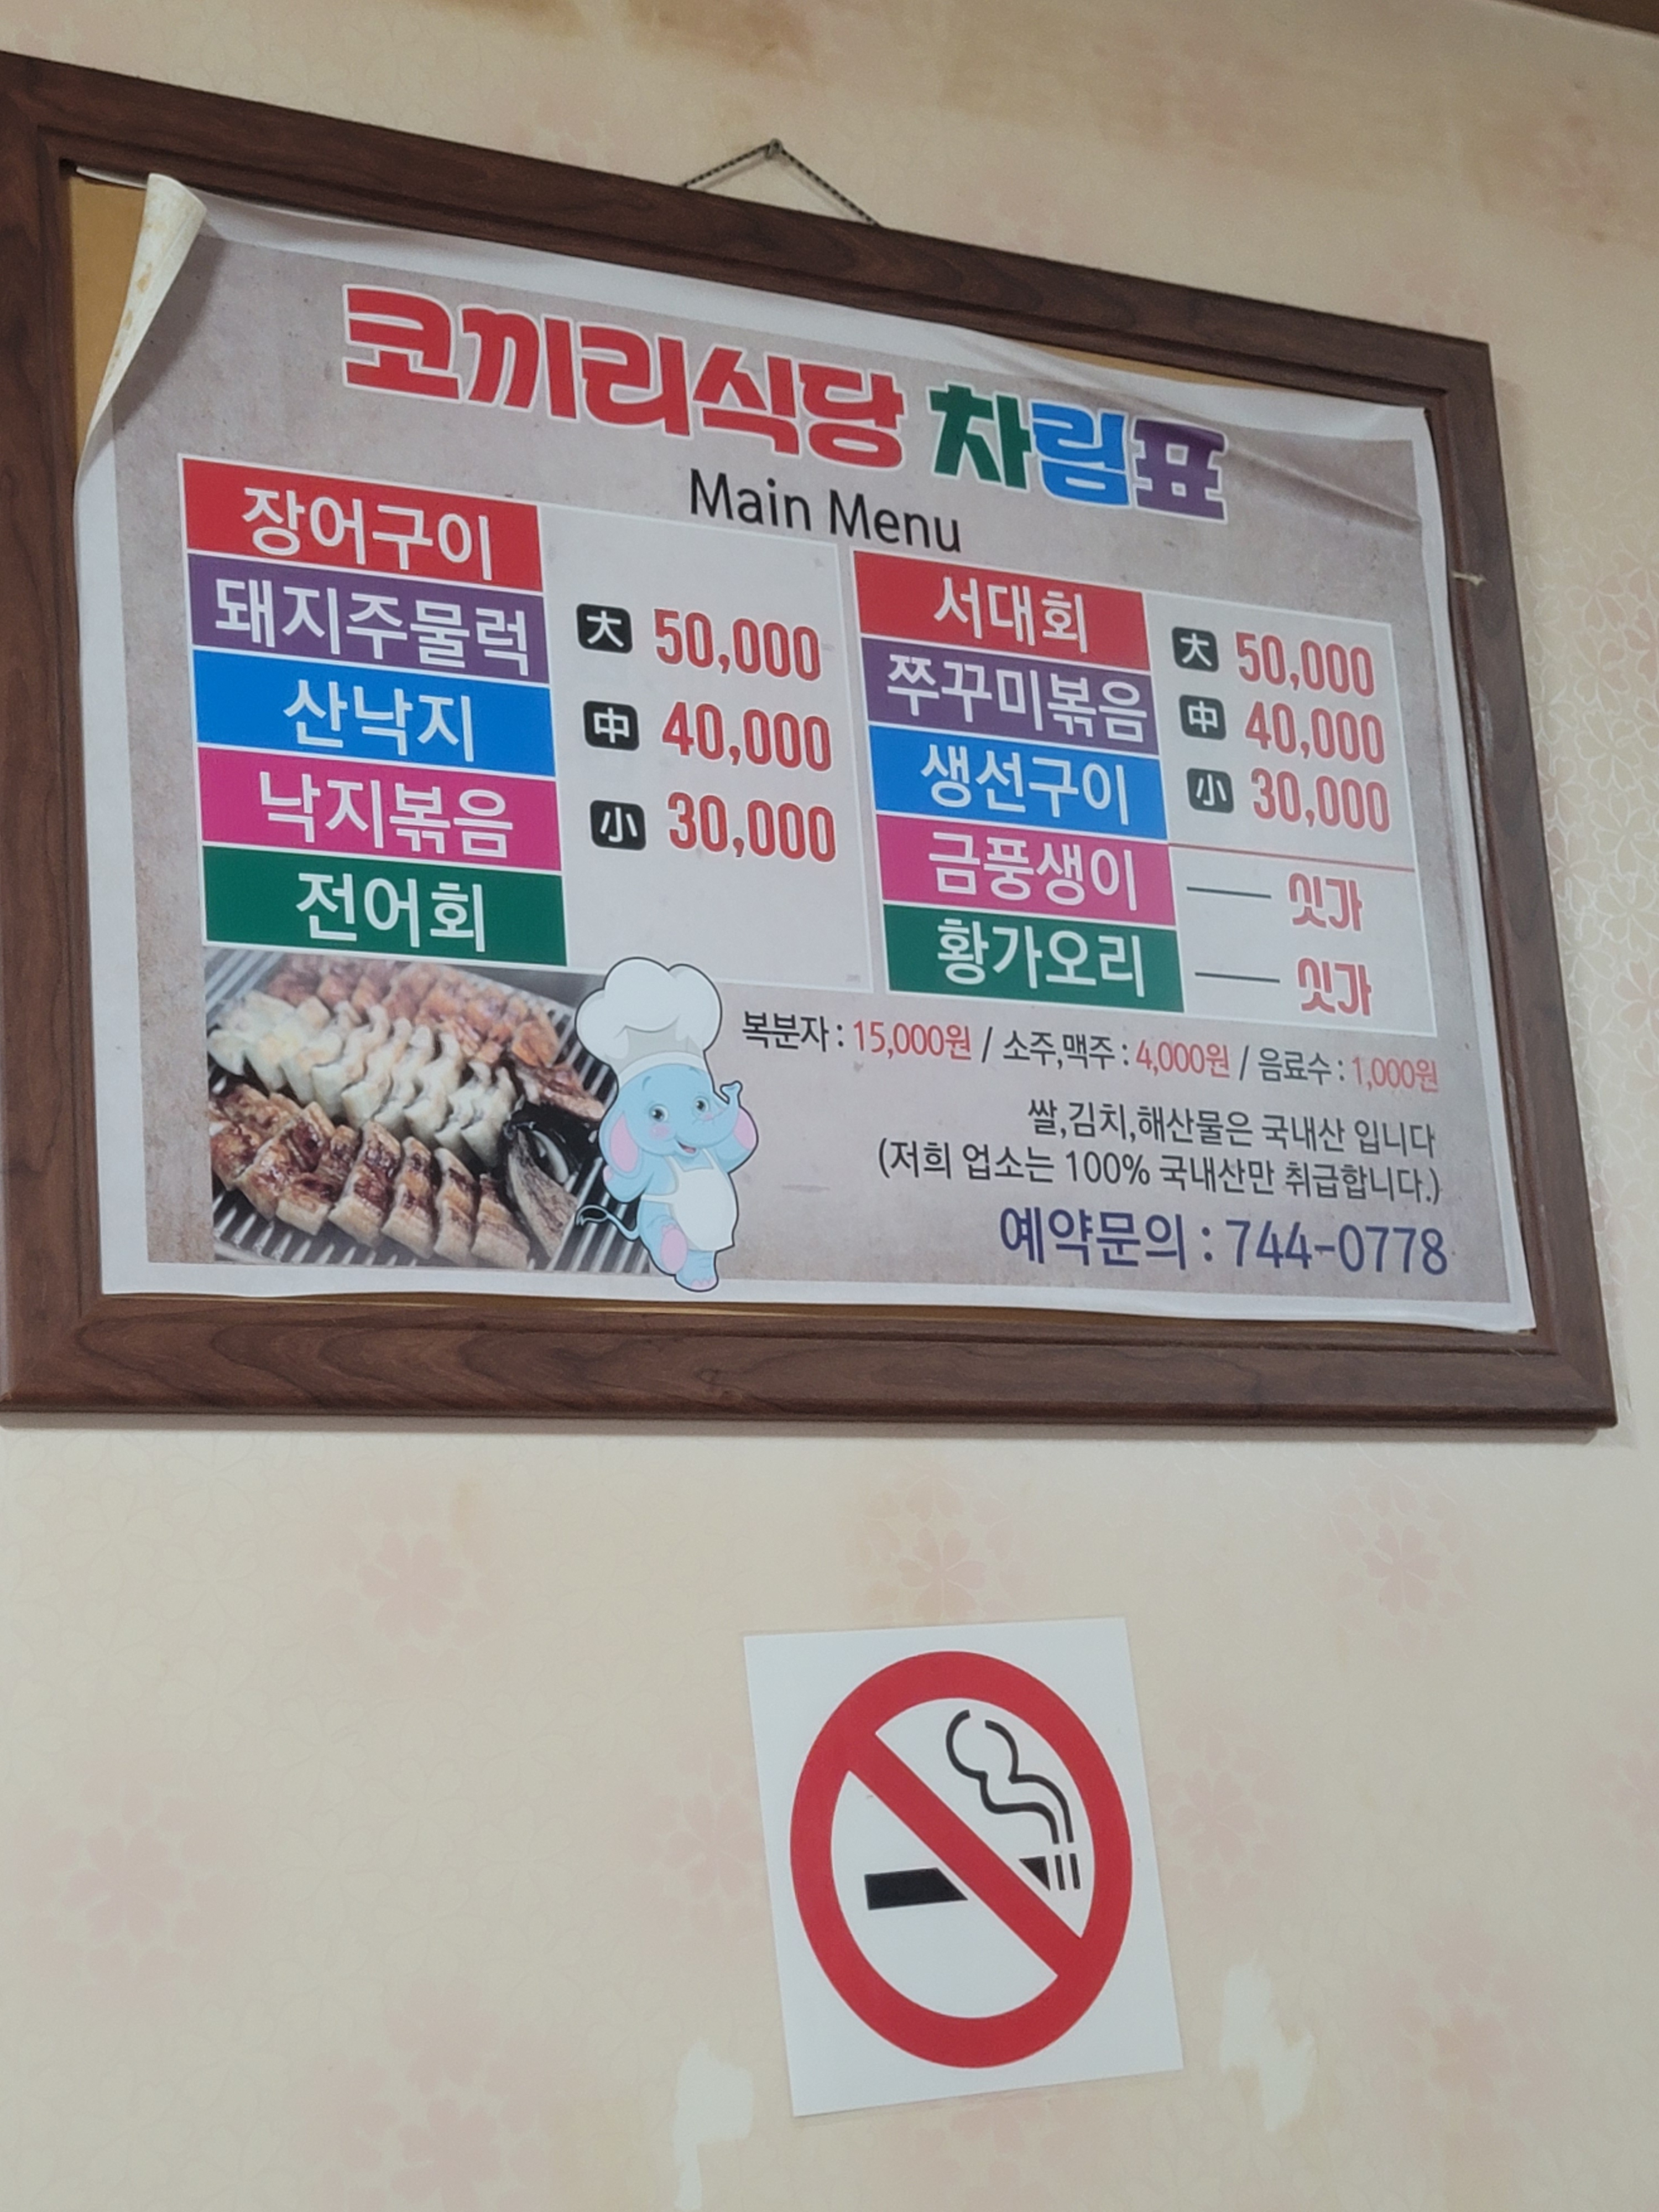 코끼리식당 차림표
Main Menu
장어구이
돼지주물럭
산낙지
낙지볶음
전어회
大 50,000
中 40,000
小 30,000
서대회
쭈꾸미볶음
생선구이
大 50,000
中 40,000
小 30,000
금풍생이 — 싯가
황가오리 — 싯가
복분자 : 15,000원 / 소주,맥주 : 4,000원 / 음료수 : 1,000원
쌀,김치,해산물은 국내산 입니다
(저희 업소는 100% 국내산만 취급합니다.)
예약문의 : 744-0778